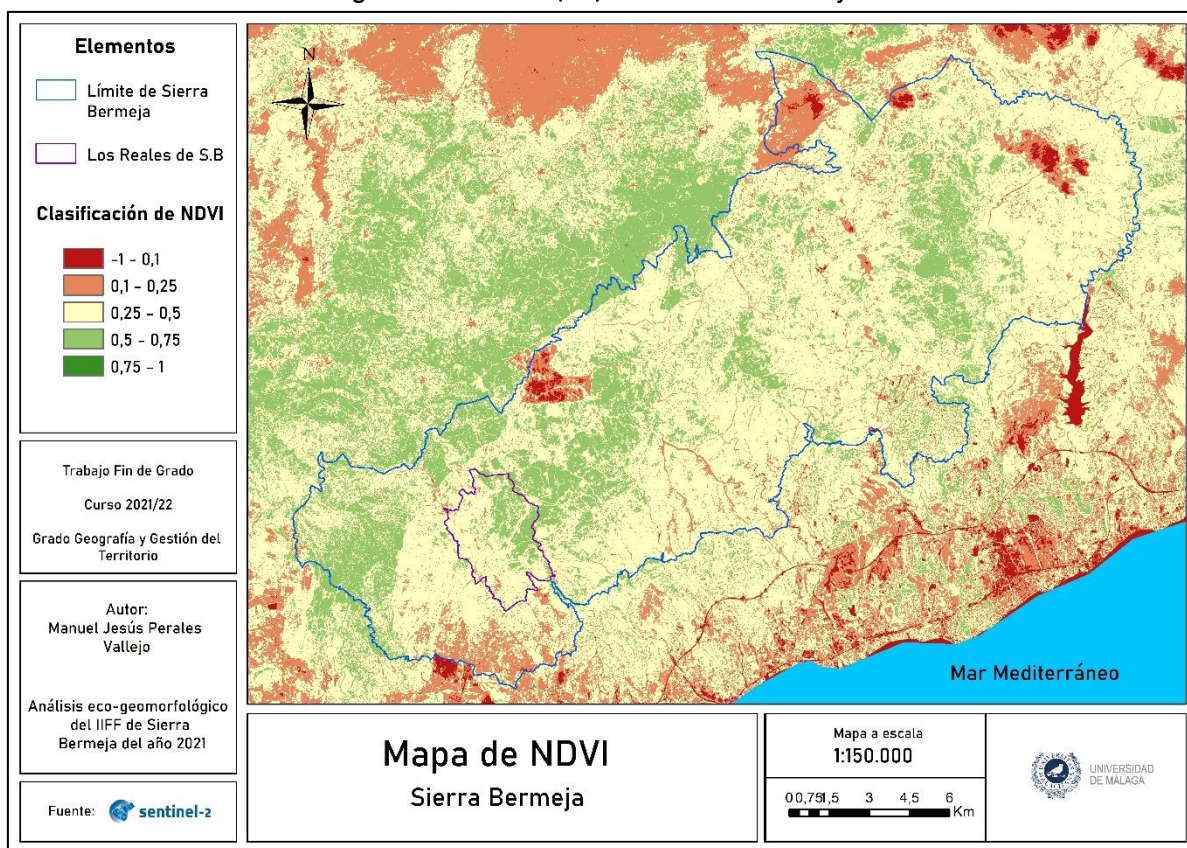 Elementos
Límite de Sierra
Bermeja
Los Reales de S.B
Clasificación de NDVI
-1 - 0,1
0,1 - 0,25
0,25 - 0,5
0,5 - 0,75
0,75 - 1
Trabajo Fin de Grado
Curso 2021/22
Grado Geografía y Gestión del
Territorio
Autor:
Manuel Jesús Perales
Vallejo
Análisis eco-geomorfológico
del IIFF de Sierra
Bermeja del año 2021
Fuente: sentinel-2
N
Mar Mediterráneo
Mapa de NDVI
Sierra Bermeja
Mapa a escala
1:150.000
0 0,75 1,5 3 4,5 6
Km
UNIVERSIDAD
DE MÁLAGA